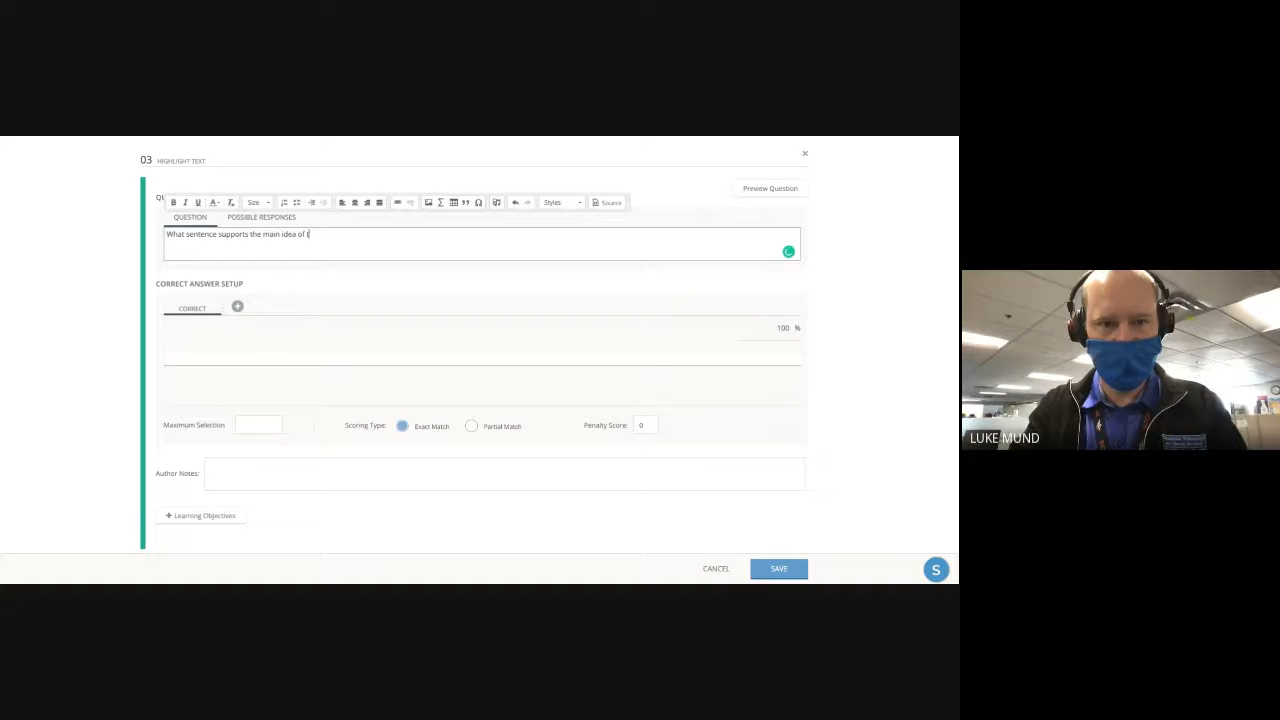 03 HIGHLIGHT TEXT
Preview Question
Size
Styles
Source
QUESTION POSSIBLE RESPONSES
What sentence supports the main idea of t
CORRECT ANSWER SETUP
CORRECT
100 %
Maximum Selection Scoring Type: Exact Match Partial Match Penalty Score: 0
Author Notes:
+ Learning Objectives
CANCEL SAVE
S
LUKE MUND